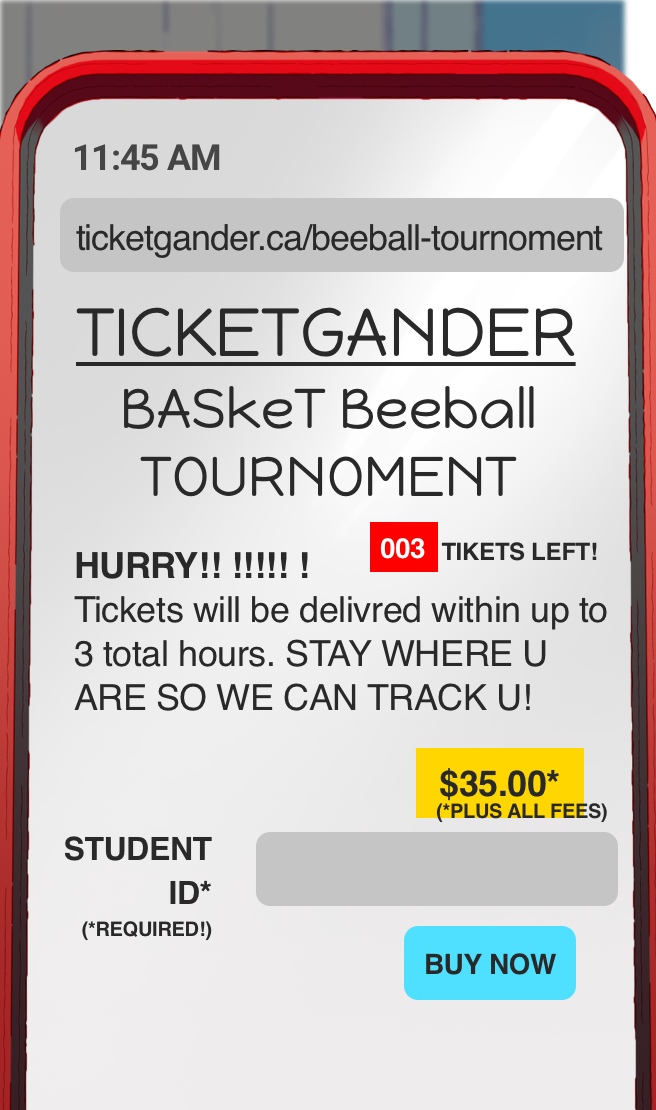 11:45 AM
ticketgander.ca/beeball-tournoment
TICKETGANDER
BASkeT Beeball
TOURNOMENT
003 TIKETS LEFT!
HURRY!! !!!!! !
Tickets will be delivred within up to
3 total hours. STAY WHERE U
ARE SO WE CAN TRACK U!
$35.00*
(*PLUS ALL FEES)
STUDENT
ID*
(*REQUIRED!)
BUY NOW